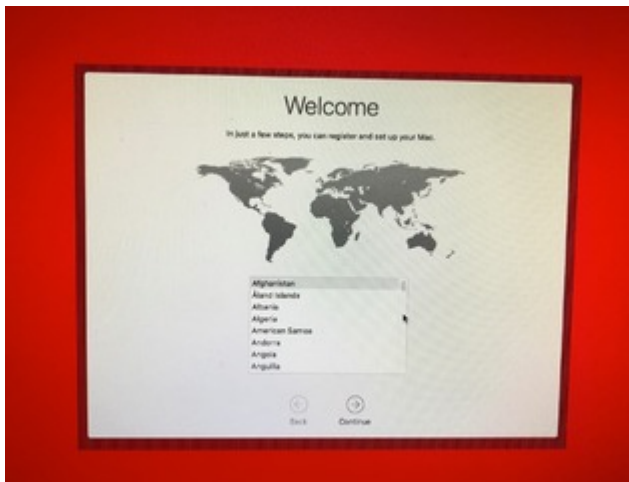 Welcome
In just a few steps, you can register and set up your Mac.
Afghanistan
Åland Islands
Albania
Algeria
American Samoa
Andorra
Angola
Anguilla
Back
Continue